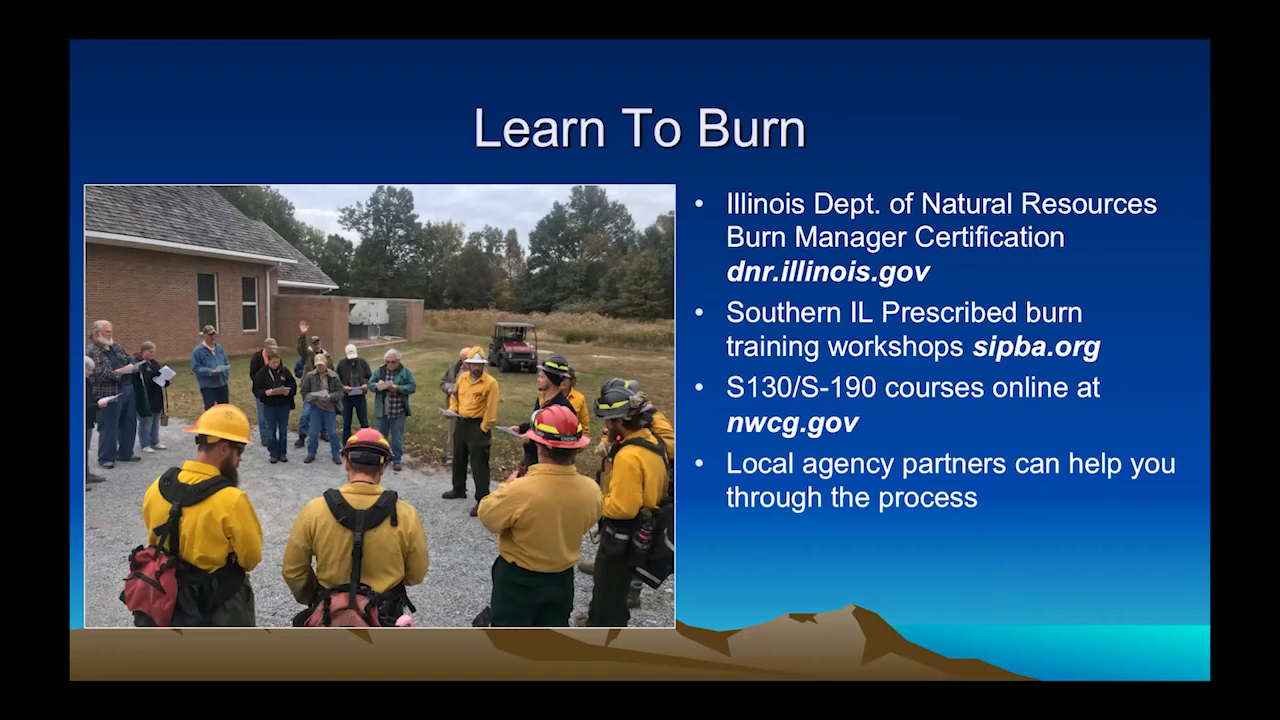 Learn To Burn
• Illinois Dept. of Natural Resources
Burn Manager Certification
dnr.illinois.gov
• Southern IL Prescribed burn
training workshops sipba.org
• S130/S-190 courses online at
nwcg.gov
• Local agency partners can help you
through the process